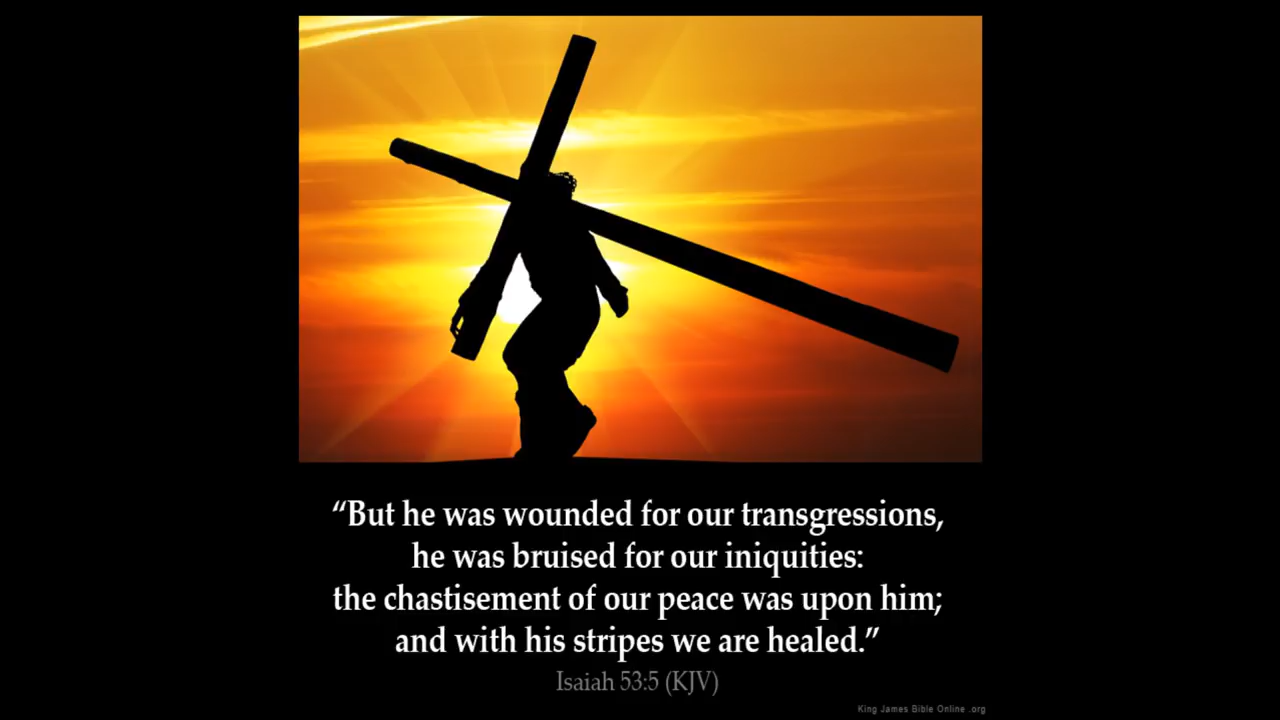 “But he was wounded for our transgressions,
he was bruised for our iniquities:
the chastisement of our peace was upon him;
and with his stripes we are healed.”
Isaiah 53:5 (KJV)
King James Bible Online .org